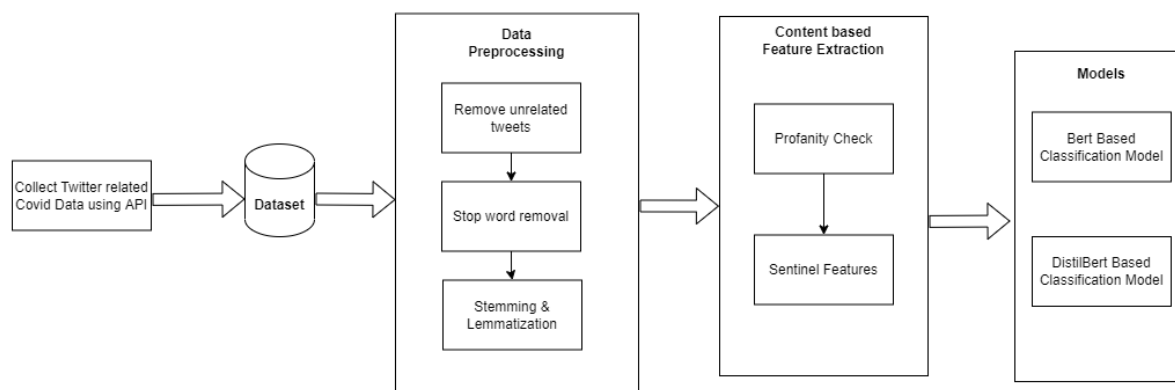 Collect Twitter related
Covid Data using API
Dataset
Data
Preprocessing
Remove unrelated
tweets
Stop word removal
Stemming &
Lemmatization
Content based
Feature Extraction
Profanity Check
Sentinel Features
Models
Bert Based
Classification Model
DistilBert Based
Classification Model